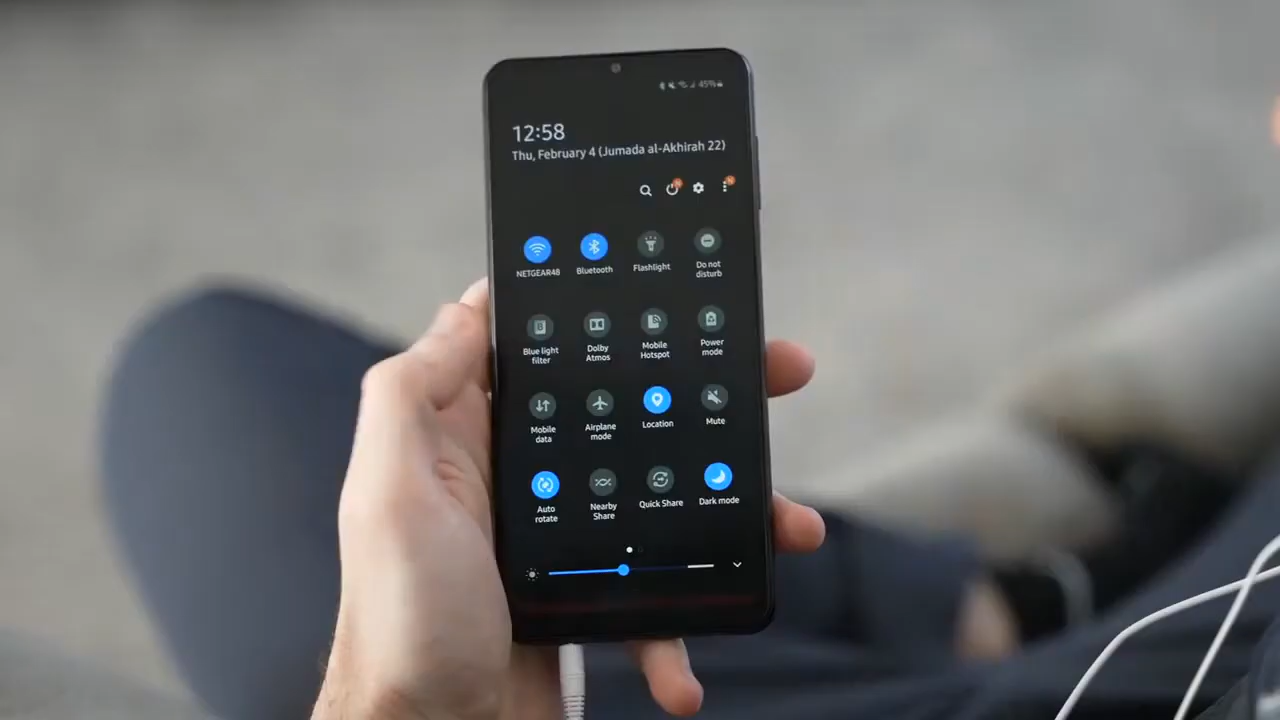 45%
12:58
Thu, February 4 (Jumada al-Akhirah 22)
N
N
NETGEAR48
Bluetooth
Flashlight
Do not
disturb
B
Blue light
filter
Dolby
Atmos
Mobile
Hotspot
Power
mode
Mobile
data
Airplane
mode
Location
Mute
Auto
rotate
Nearby
Share
Quick Share
Dark mode